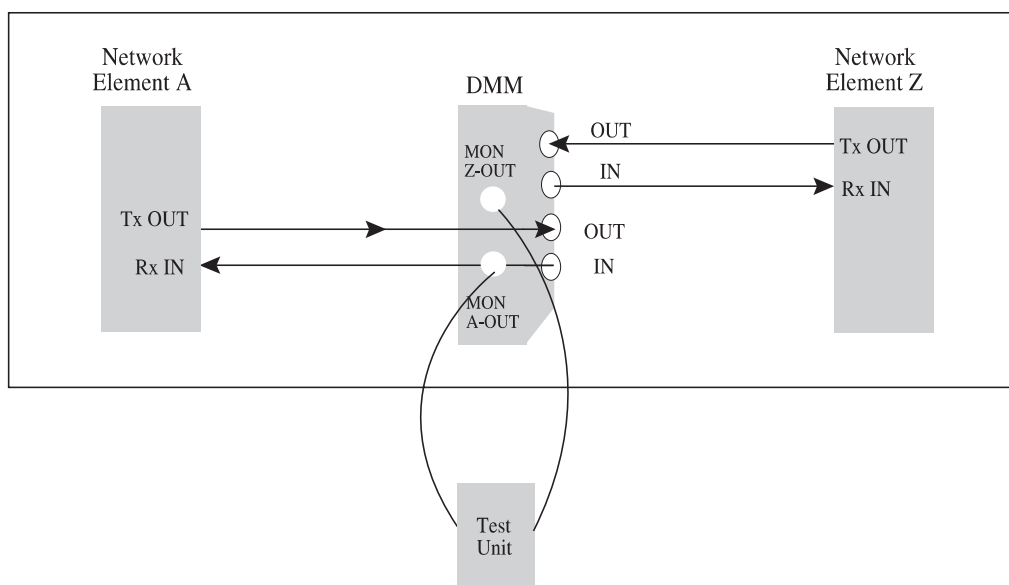 Network
Element A
DMM
Network
Element Z
MON
Z-OUT
OUT
IN
Tx OUT
Rx IN
Tx OUT
Rx IN
OUT
IN
MON
A-OUT
Test
Unit